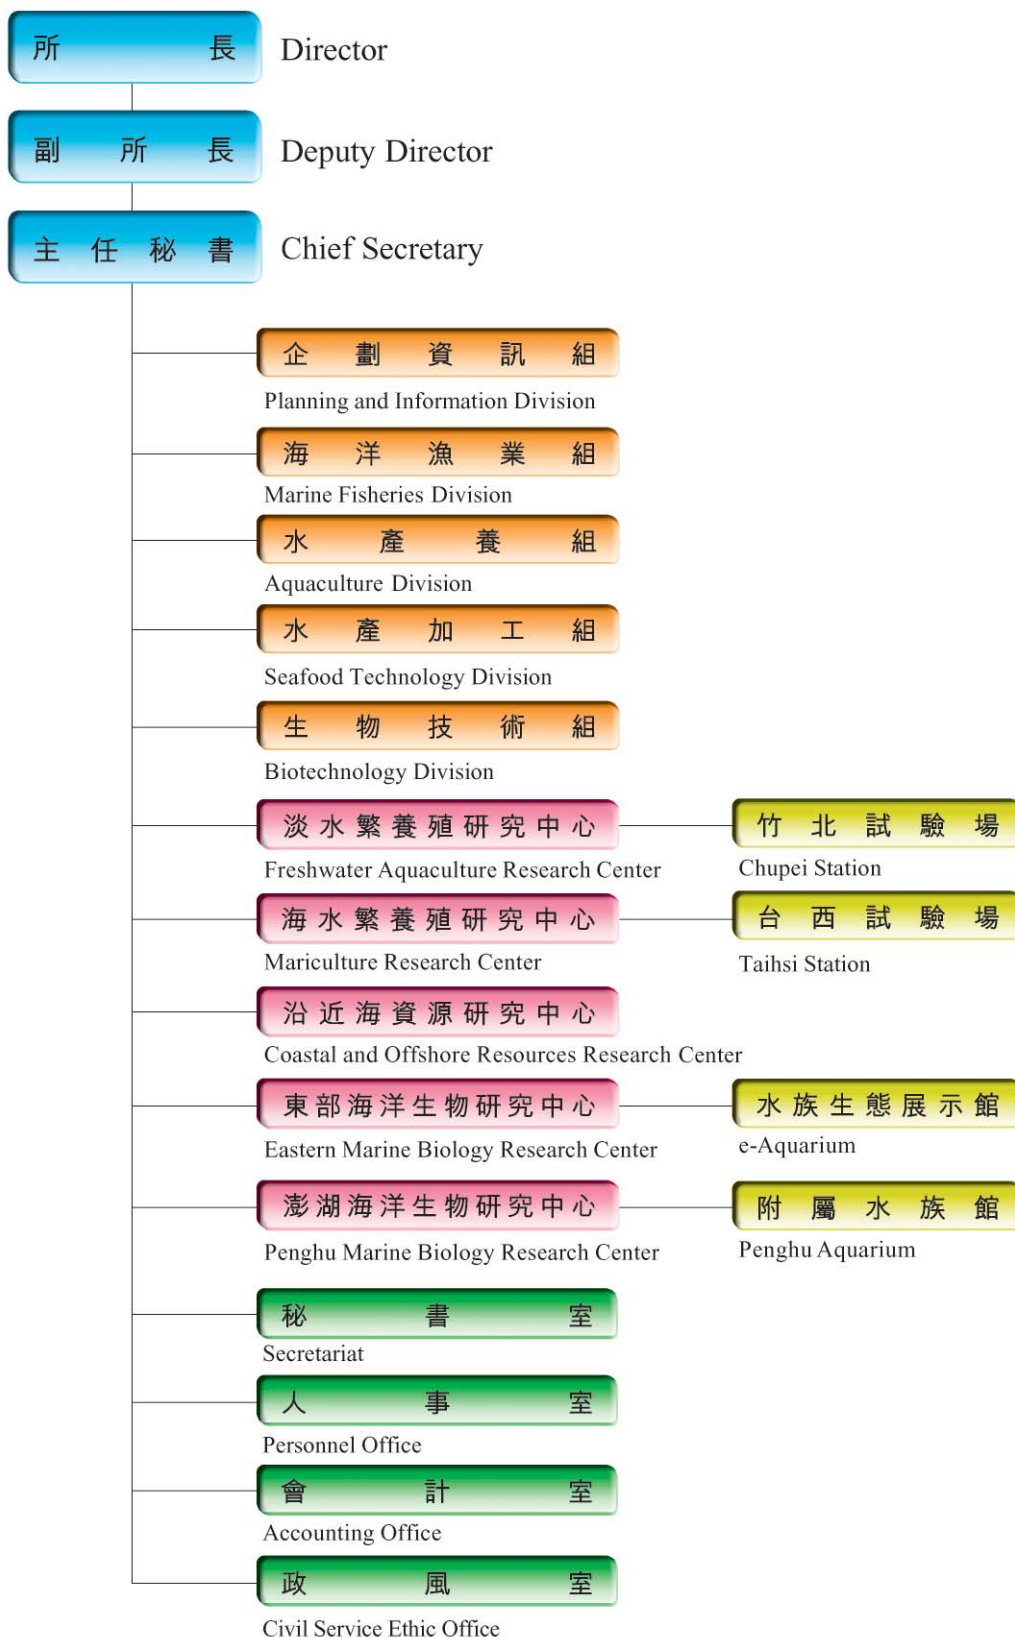 所長 Director
副所長 Deputy Director
主任秘書 Chief Secretary
企劃資訊組
Planning and Information Division
海洋漁業組
Marine Fisheries Division
水產養組
Aquaculture Division
水產加工組
Seafood Technology Division
生物技術組
Biotechnology Division
淡水繁養殖研究中心 竹北試驗場
Freshwater Aquaculture Research Center Chupei Station
海水繁養殖研究中心 台西試驗場
Mariculture Research Center Taihsi Station
沿近海資源研究中心
Coastal and Offshore Resources Research Center
東部海洋生物研究中心 水族生態展示館
Eastern Marine Biology Research Center e-Aquarium
澎湖海洋生物研究中心 附屬水族館
Penghu Marine Biology Research Center Penghu Aquarium
秘書室
Secretariat
人事室
Personnel Office
會計室
Accounting Office
政風室
Civil Service Ethic Office